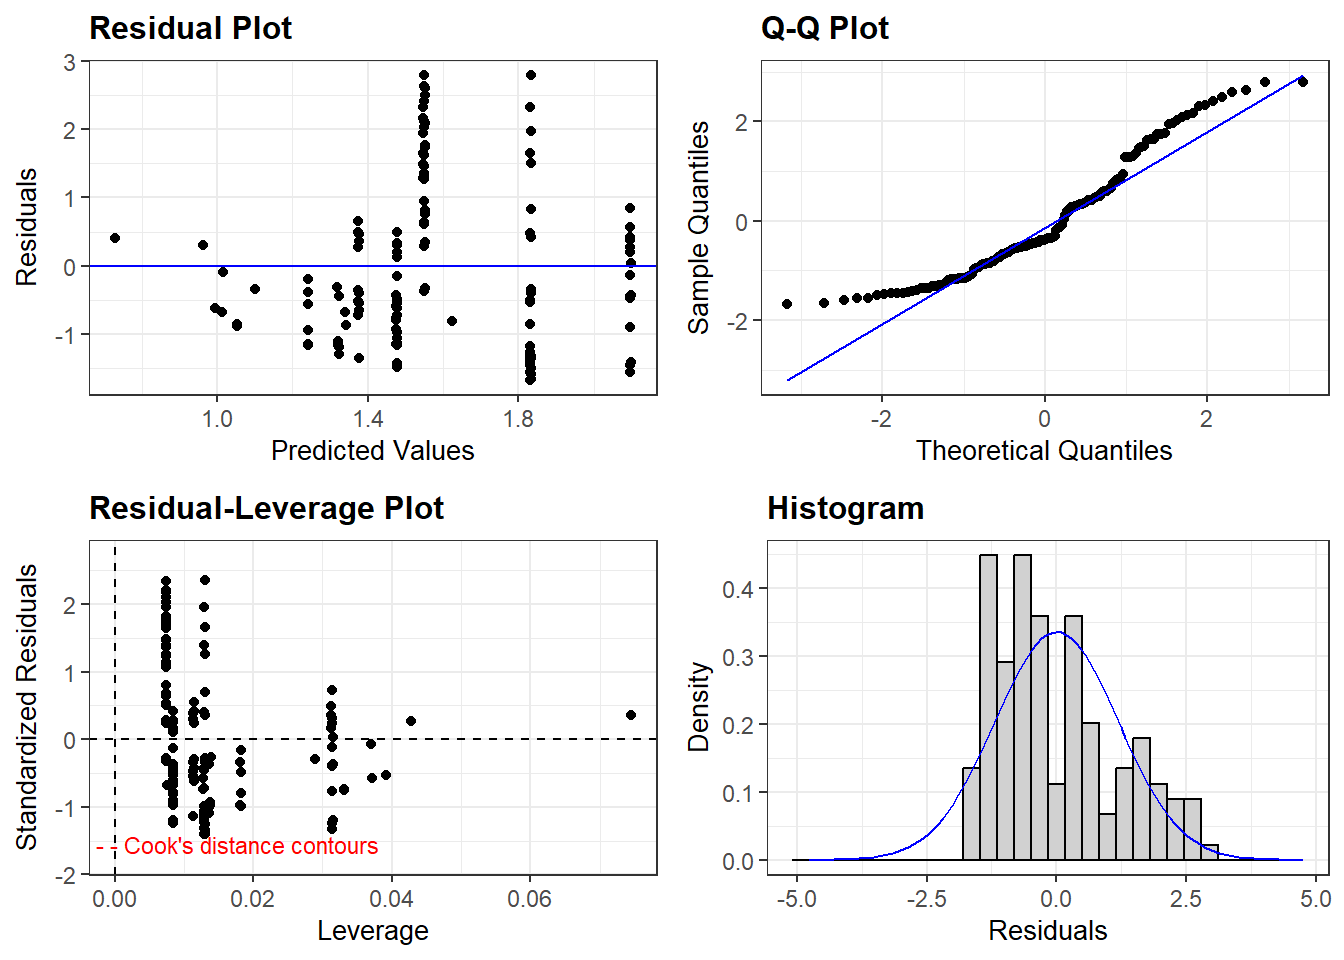 Residual Plot
3
2
1
0
-1
Residuals
1.0
1.4
1.8
Predicted Values
Q-Q Plot
2
0
-2
Sample Quantiles
-2
0
2
Theoretical Quantiles
Residual-Leverage Plot
2
1
0
-1
-2
Standardized Residuals
- - Cook's distance contours
0.00
0.02
0.04
0.06
Leverage
Histogram
0.4
0.3
0.2
0.1
0.0
Density
-5.0
-2.5
0.0
2.5
5.0
Residuals